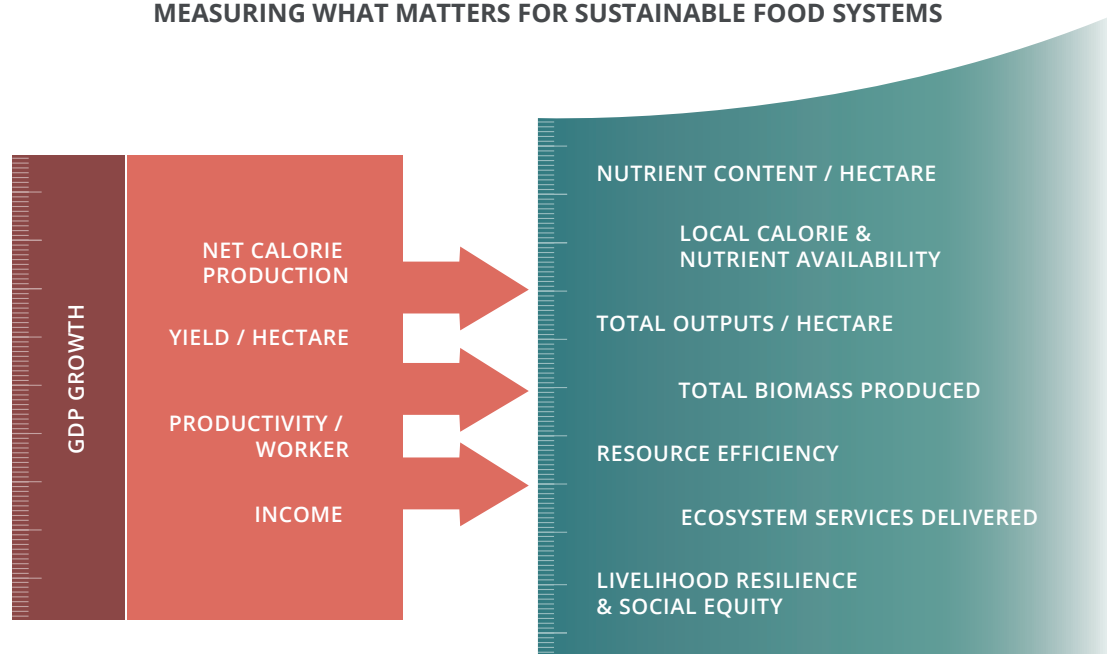 MEASURING WHAT MATTERS FOR SUSTAINABLE FOOD SYSTEMS
GDP GROWTH
NET CALORIE
PRODUCTION
YIELD / HECTARE
PRODUCTIVITY /
WORKER
INCOME
NUTRIENT CONTENT / HECTARE
LOCAL CALORIE &
NUTRIENT AVAILABILITY
TOTAL OUTPUTS / HECTARE
TOTAL BIOMASS PRODUCED
RESOURCE EFFICIENCY
ECOSYSTEM SERVICES DELIVERED
LIVELIHOOD RESILIENCE
& SOCIAL EQUITY